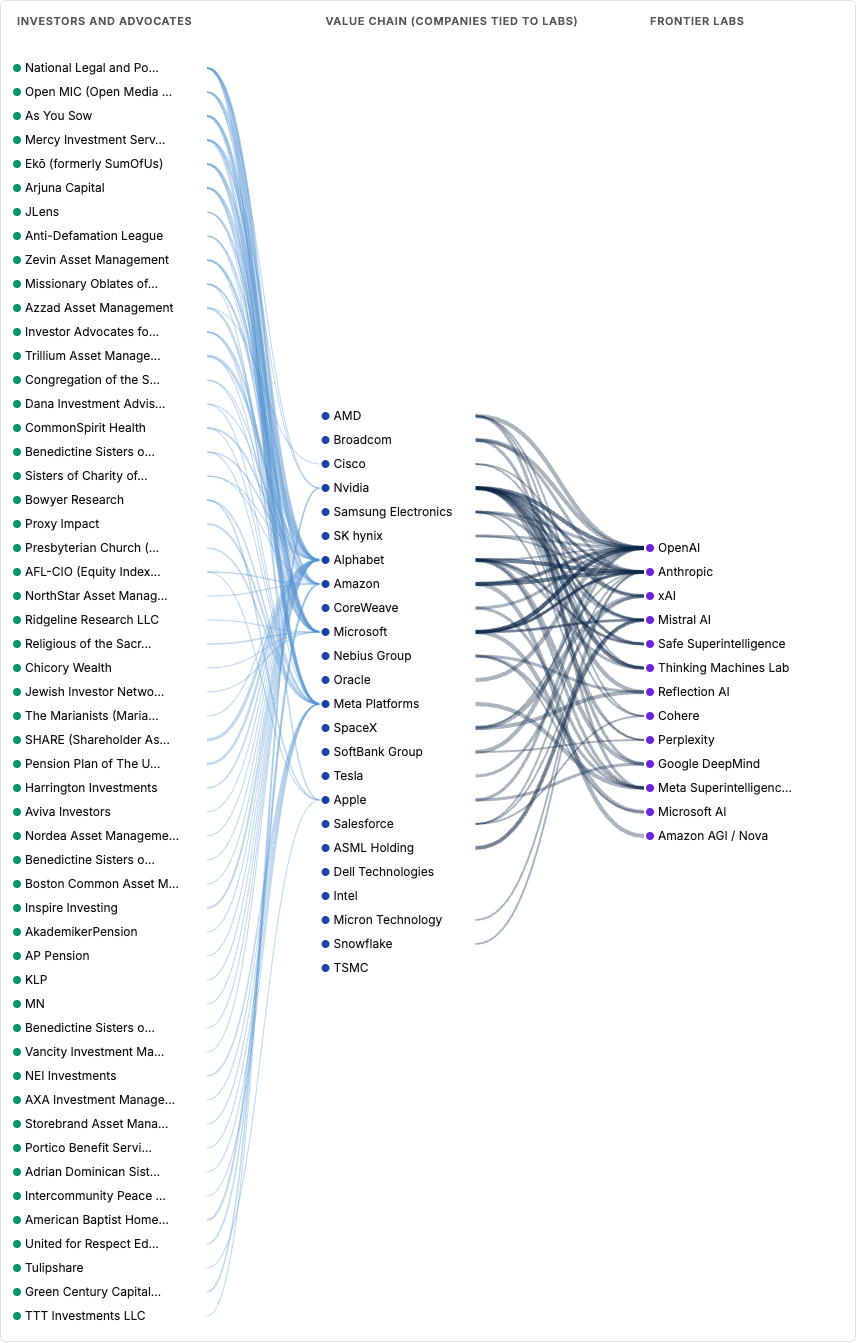 INVESTORS AND ADVOCATES
National Legal and Po...
Open MIC (Open Media ...
As You Sow
Mercy Investment Serv...
Ekō (formerly SumOfUs)
Arjuna Capital
JLens
Anti-Defamation League
Zevin Asset Management
Missionary Oblates of...
Azzad Asset Management
Investor Advocates fo...
Trillium Asset Manage...
Congregation of the S...
Dana Investment Advis...
CommonSpirit Health
Benedictine Sisters o...
Sisters of Charity of...
Bowyer Research
Proxy Impact
Presbyterian Church (...
AFL-CIO (Equity Index...
NorthStar Asset Manag...
Ridgeline Research LLC
Religious of the Sacr...
Chicory Wealth
Jewish Investor Netwo...
The Marianists (Maria...
SHARE (Shareholder As...
Pension Plan of The U...
Harrington Investments
Aviva Investors
Nordea Asset Manageme...
Benedictine Sisters o...
Boston Common Asset M...
Inspire Investing
AkademikerPension
AP Pension
KLP
MN
Benedictine Sisters o...
Vancity Investment Ma...
NEI Investments
AXA Investment Manage...
Storebrand Asset Mana...
Portico Benefit Servi...
Adrian Dominican Sist...
Intercommunity Peace ...
American Baptist Home...
United for Respect Ed...
Tulipshare
Green Century Capital...
TTT Investments LLC
VALUE CHAIN (COMPANIES TIED TO LABS)
AMD
Broadcom
Cisco
Nvidia
Samsung Electronics
SK hynix
Alphabet
Amazon
CoreWeave
Microsoft
Nebius Group
Oracle
Meta Platforms
SpaceX
SoftBank Group
Tesla
Apple
Salesforce
ASML Holding
Dell Technologies
Intel
Micron Technology
Snowflake
TSMC
FRONTIER LABS
OpenAI
Anthropic
xAI
Mistral AI
Safe Superintelligence
Thinking Machines Lab
Reflection AI
Cohere
Perplexity
Google DeepMind
Meta Superintelligenc...
Microsoft AI
Amazon AGI / Nova